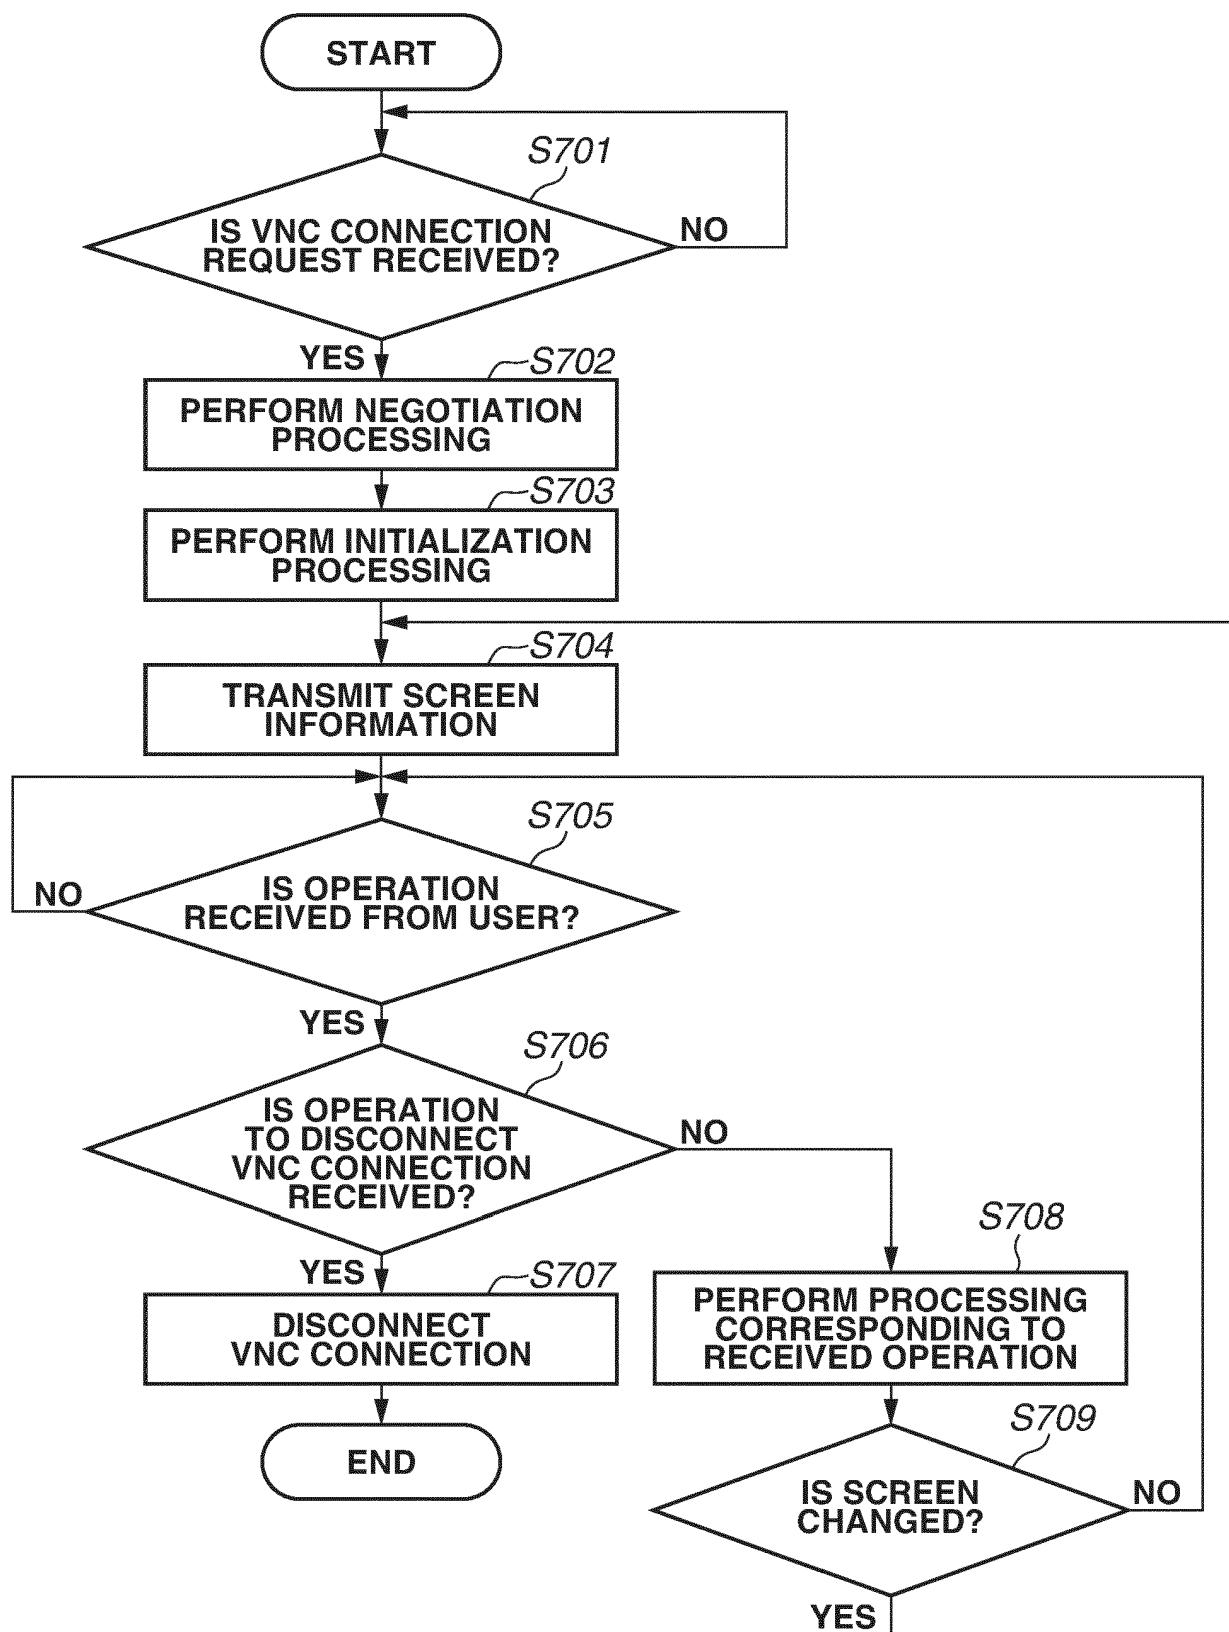 START
S701
IS VNC CONNECTION
REQUEST RECEIVED?
NO
YES
S702
PERFORM NEGOTIATION
PROCESSING
S703
PERFORM INITIALIZATION
PROCESSING
S704
TRANSMIT SCREEN
INFORMATION
S705
IS OPERATION
RECEIVED FROM USER?
NO
YES
S706
IS OPERATION
TO DISCONNECT
VNC CONNECTION
RECEIVED?
NO
YES
S707
DISCONNECT
VNC CONNECTION
END
S708
PERFORM PROCESSING
CORRESPONDING TO
RECEIVED OPERATION
S709
IS SCREEN
CHANGED?
NO
YES